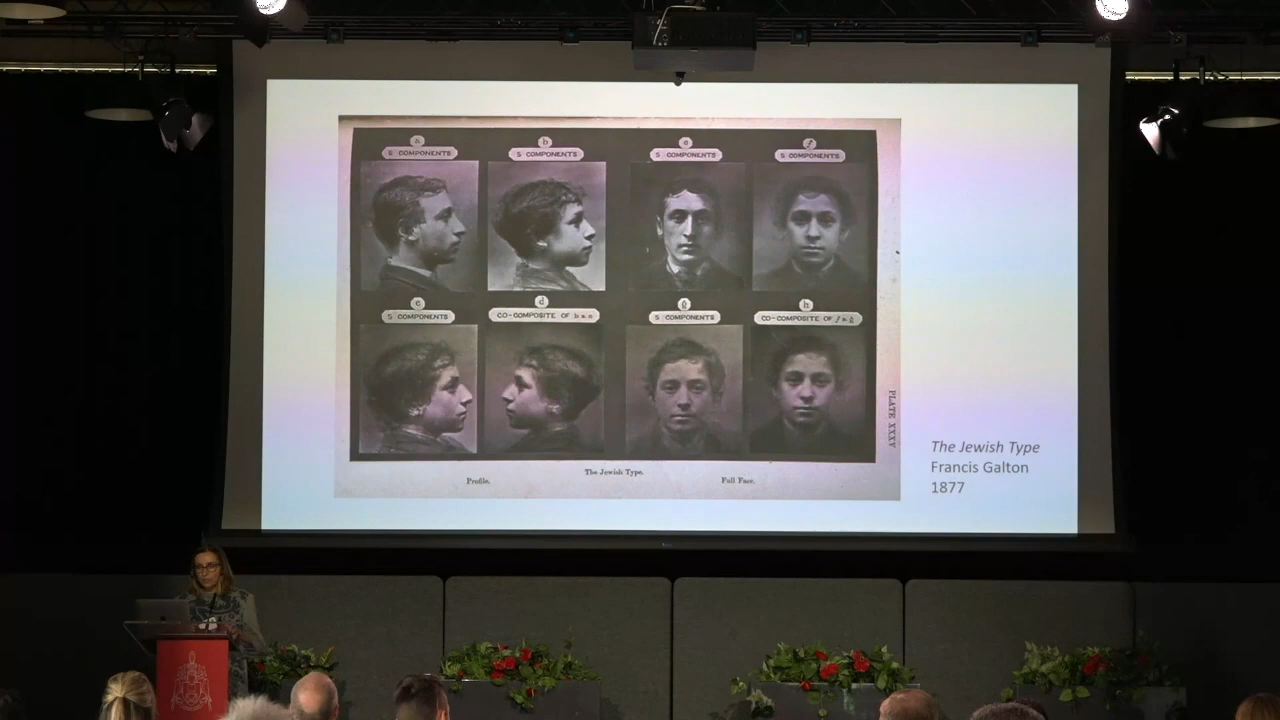 a
5 COMPONENTS
b
5 COMPONENTS
e
5 COMPONENTS
f
5 COMPONENTS
c
5 COMPONENTS
d
CO-COMPOSITE OF b & c
g
5 COMPONENTS
h
CO-COMPOSITE OF f & g
PLATE XXXV
The Jewish Type.
Profile.
Full Face.
The Jewish Type
Francis Galton
1877